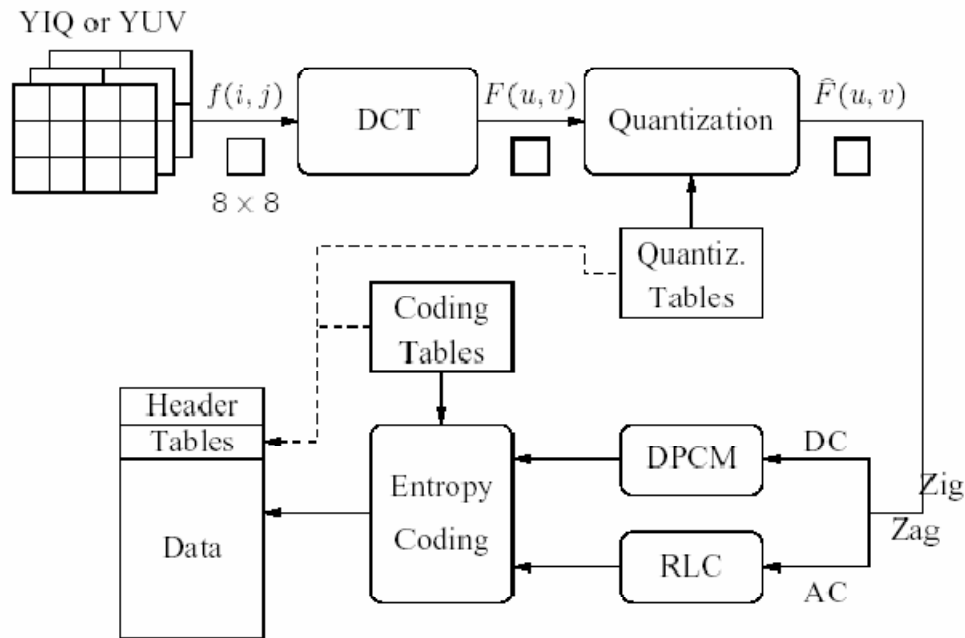 YIQ or YUV
f(i, j)
8 × 8
DCT
F(u, v)
Quantization
F̂(u, v)
Quantiz.
Tables
Coding
Tables
Header
Tables
Data
Entropy
Coding
DPCM
DC
RLC
AC
Zig
Zag